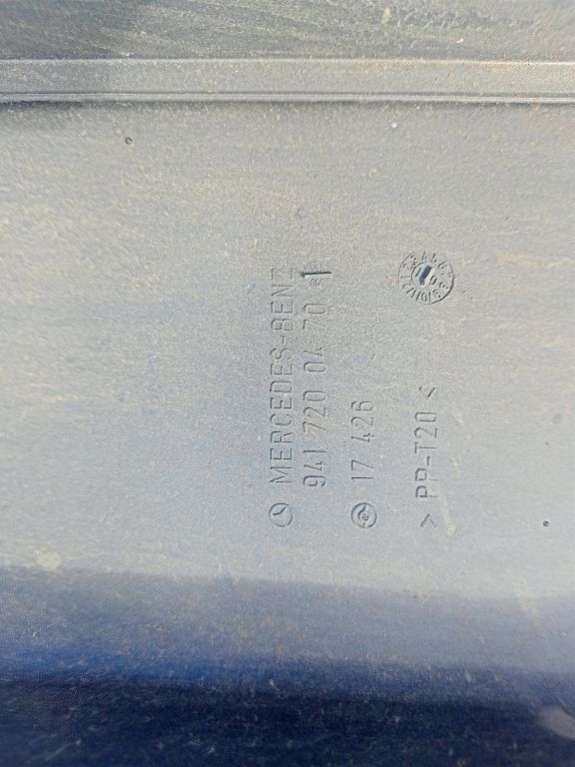 MERCEDES-BENZ
941 720 04 70
17 426
> PP-T20 <